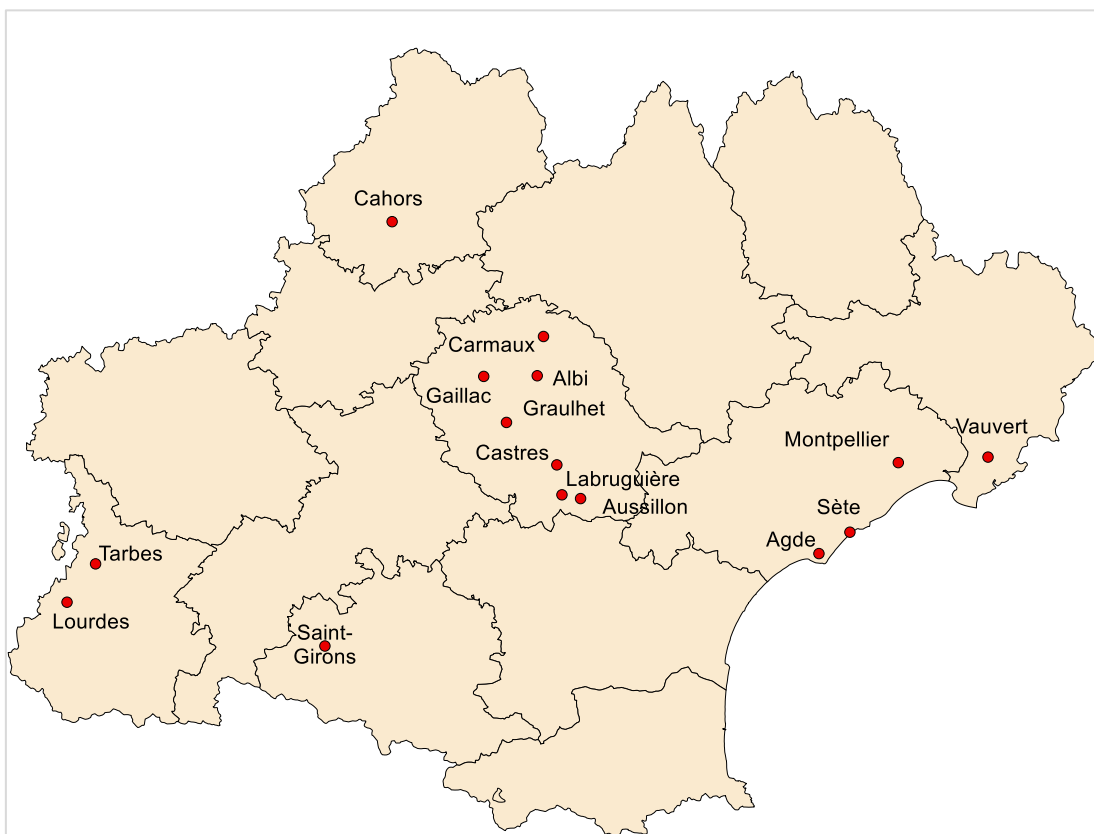 Cahors
Carmaux
Albi
Gaillac
Graulhet
Vauvert
Montpellier
Castres
Labruguière
Aussillon
Sète
Agde
Tarbes
Lourdes
Saint-
Girons